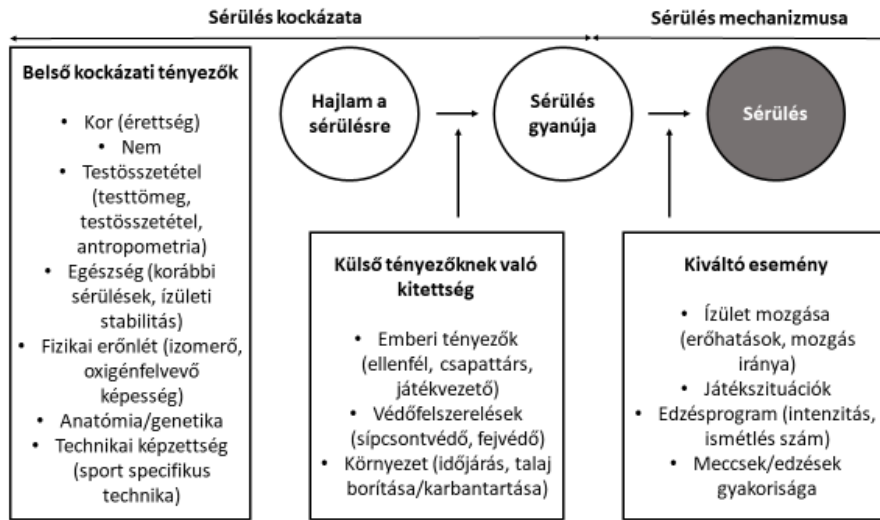 Sérülés kockázata
Sérülés mechanizmusa
Belső kockázati tényezők
• Kor (érettség)
• Nem
• Testösszetétel
(testtömeg,
testösszetétel,
antropometria)
• Egészség (korábbi
sérülések, ízületi
stabilitás)
• Fizikai erőnlét (izomerő,
oxigénfelvevő
képesség)
• Anatómia/genetika
• Technikai képzettség
(sport specifikus
technika)
Hajlam a
sérülésre
Sérülés
gyanúja
Sérülés
Külső tényezőknek való
kitettség
• Emberi tényezők
(ellenfél, csapattárs,
játékvezető)
• Védőfelszerelések
(sípcsontvédő, fejvédő)
• Környezet (időjárás, talaj
borítása/karbantartása)
Kiváltó esemény
• Ízület mozgása
(erőhatások, mozgás
iránya)
• Játékszituációk
• Edzésprogram (intenzitás,
ismétlés szám)
• Meccsek/edzések
gyakorisága